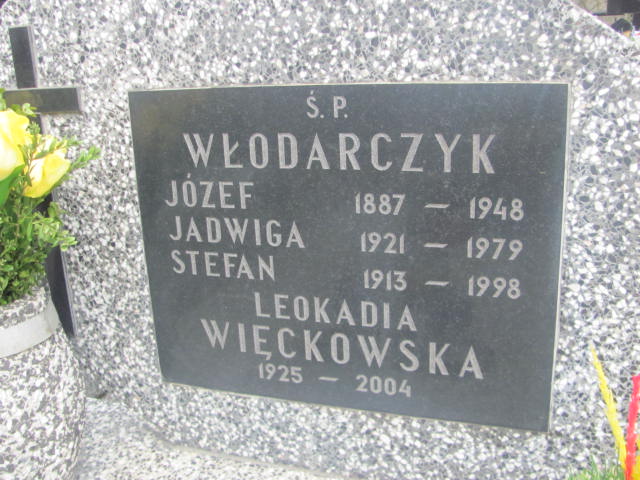 Ś. P.
WŁODARCZYK
JÓZEF 1887 — 1948
JADWIGA 1921 — 1979
STEFAN 1913 — 1998
LEOKADIA
WIĘCKOWSKA
1925 — 2004